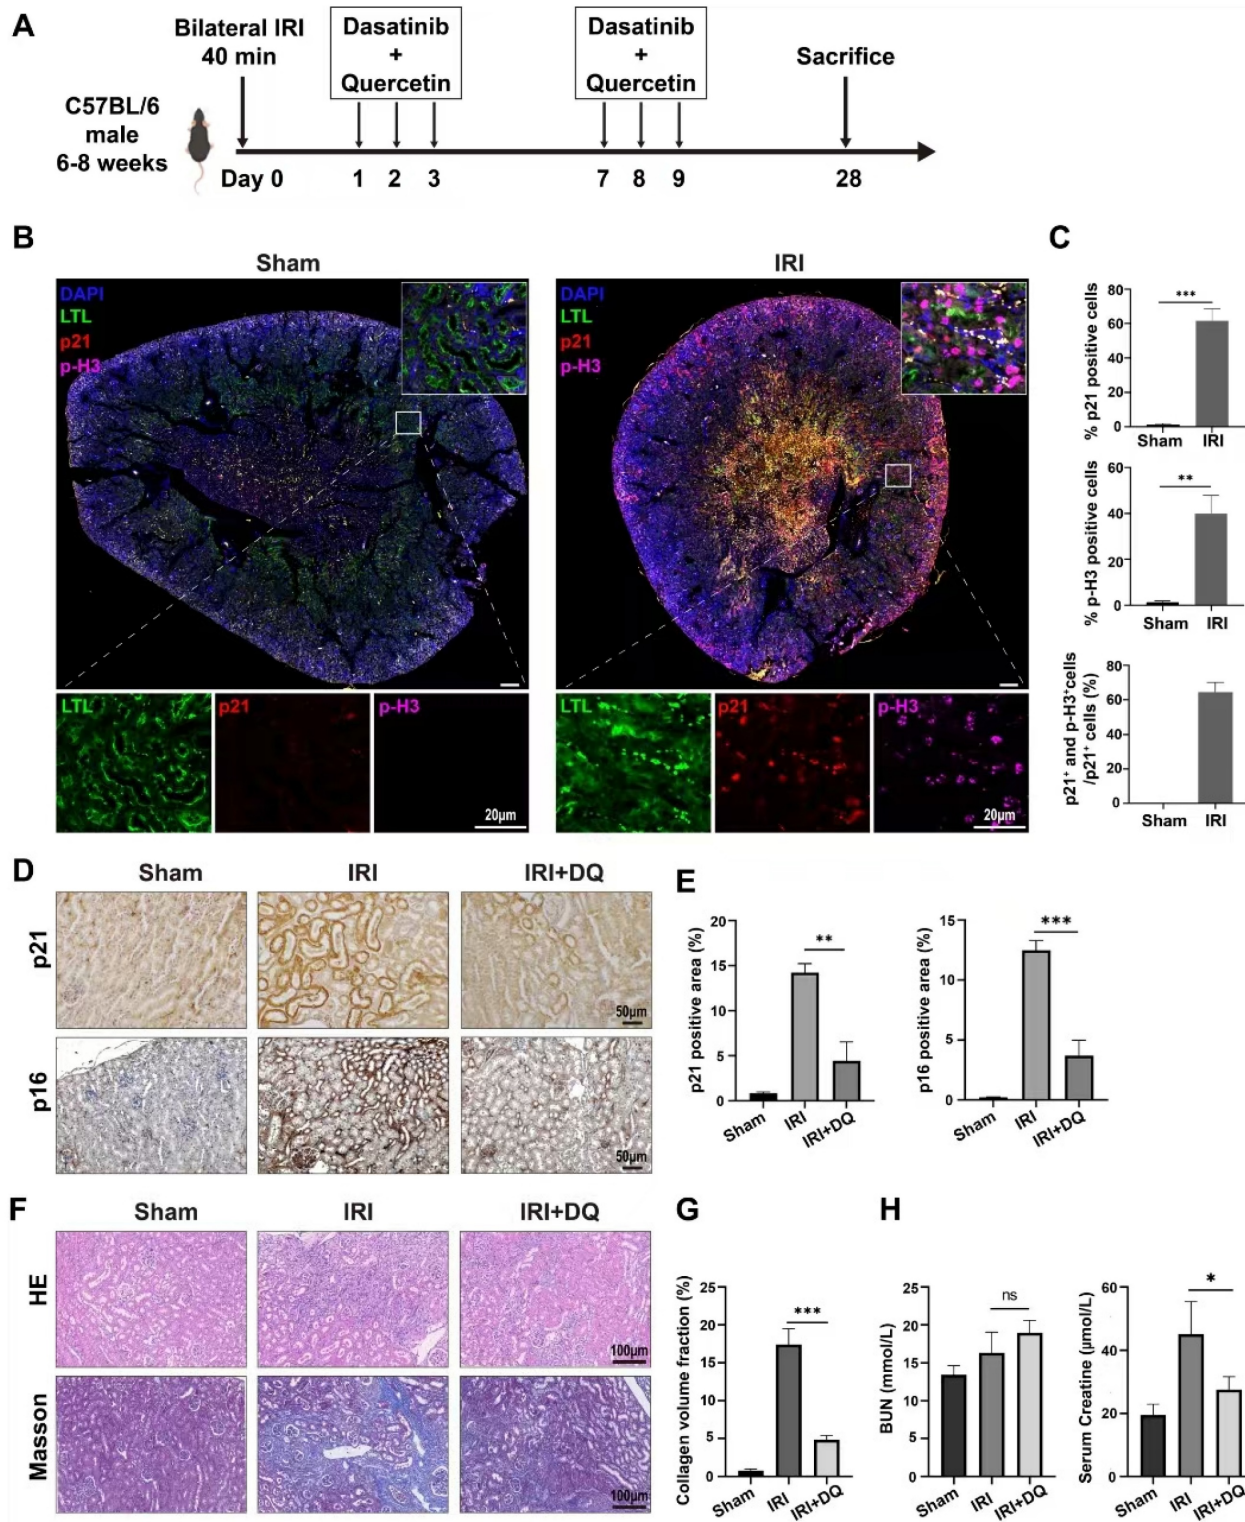 A
Bilateral IRI
40 min
Dasatinib
+
Quercetin
Dasatinib
+
Quercetin
Sacrifice
C57BL/6
male
6-8 weeks
Day 0
1
2
3
7
8
9
28
B
Sham
IRI
DAPI
LTL
p21
p-H3
DAPI
LTL
p21
p-H3
LTL
p21
p-H3
20μm
LTL
p21
p-H3
20μm
C
% p21 positive cells
80
60
40
20
0
***
Sham
IRI
% p-H3 positive cells
60
40
20
0
**
Sham
IRI
p21⁺ and p-H3⁺cells
/p21⁺ cells (%)
80
60
40
20
0
Sham
IRI
D
Sham
IRI
IRI+DQ
p21
50μm
p16
50μm
E
p21 positive area (%)
20
15
10
5
0
**
Sham
IRI
IRI+DQ
p16 positive area (%)
15
10
5
0
***
Sham
IRI
IRI+DQ
F
Sham
IRI
IRI+DQ
HE
100μm
Masson
100μm
G
Collagen volume fraction (%)
25
20
15
10
5
0
***
Sham
IRI
IRI+DQ
H
BUN (mmol/L)
25
20
15
10
5
0
ns
Sham
IRI
IRI+DQ
Serum Creatine (μmol/L)
60
40
20
0
*
Sham
IRI
IRI+DQ